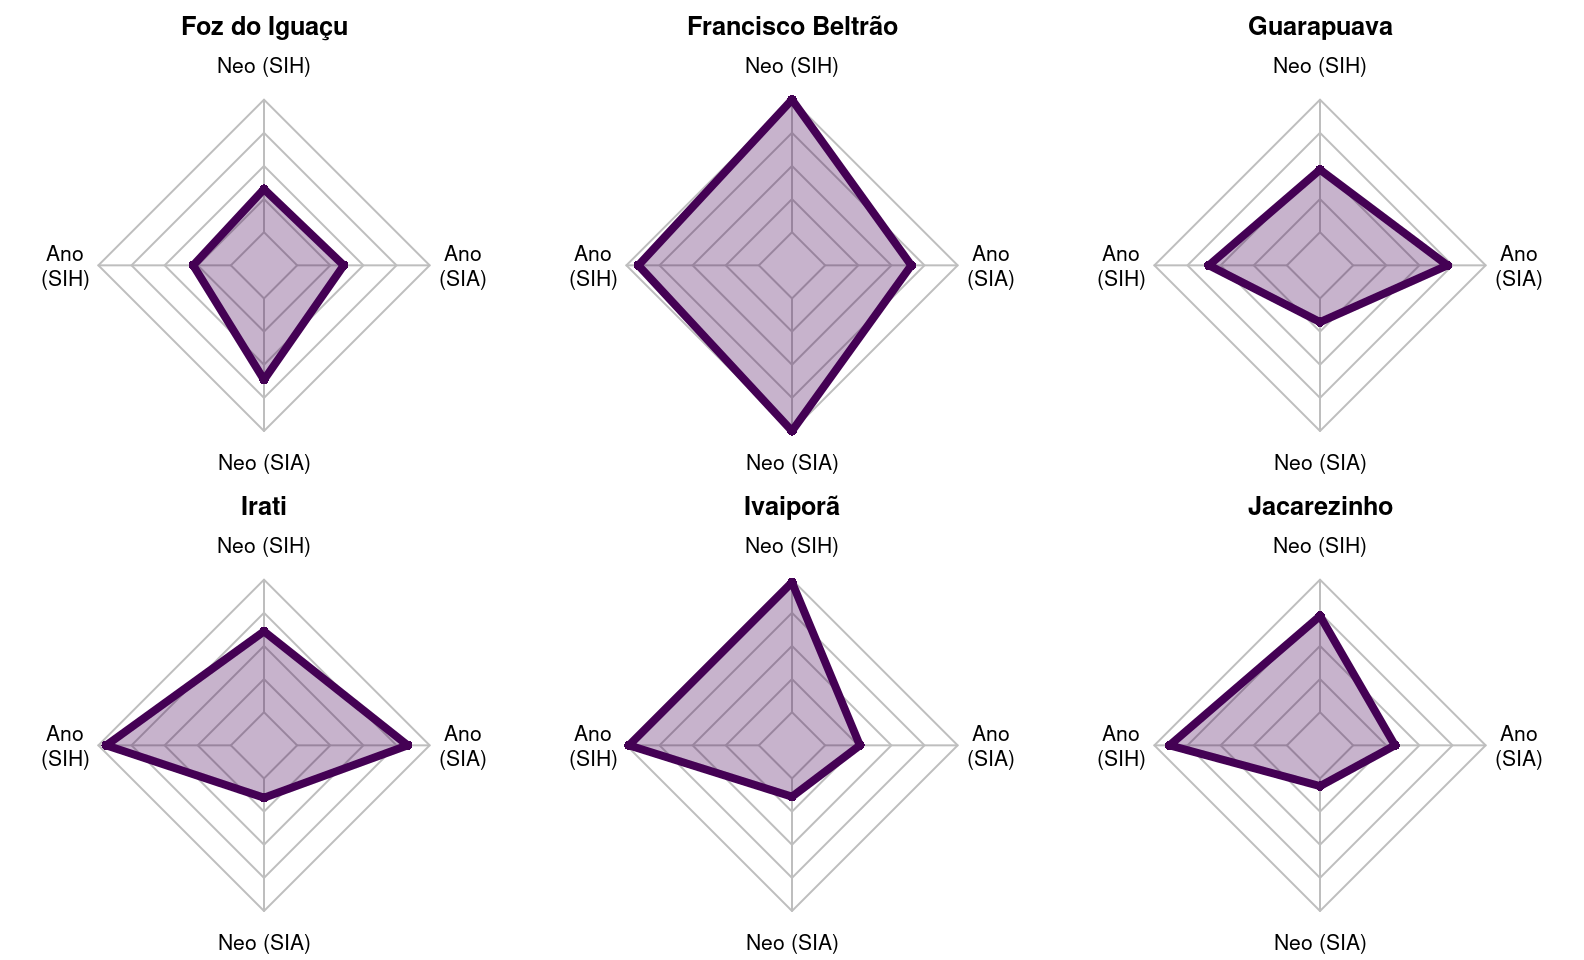 Foz do Iguaçu
Neo (SIH)
Ano
(SIH)
Ano
(SIA)
Neo (SIA)
Francisco Beltrão
Neo (SIH)
Ano
(SIH)
Ano
(SIA)
Neo (SIA)
Guarapuava
Neo (SIH)
Ano
(SIH)
Ano
(SIA)
Neo (SIA)
Irati
Neo (SIH)
Ano
(SIH)
Ano
(SIA)
Neo (SIA)
Ivaiporã
Neo (SIH)
Ano
(SIH)
Ano
(SIA)
Neo (SIA)
Jacarezinho
Neo (SIH)
Ano
(SIH)
Ano
(SIA)
Neo (SIA)